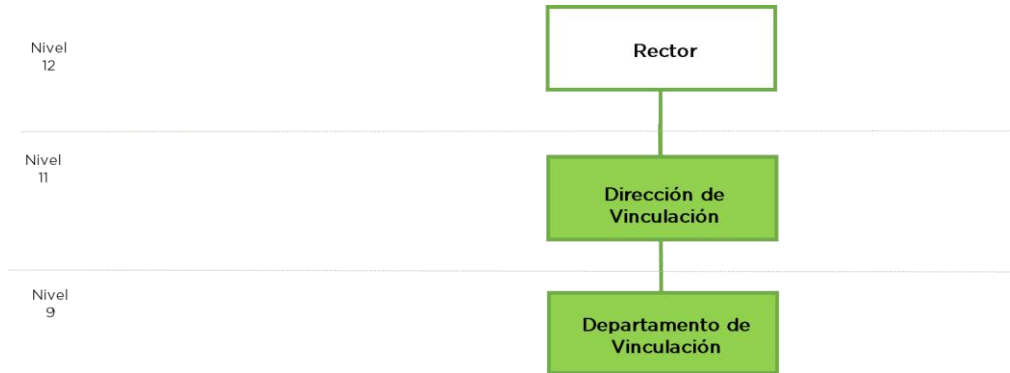 Nivel
12
Rector
Nivel
11
Dirección de
Vinculación
Nivel
9
Departamento de
Vinculación